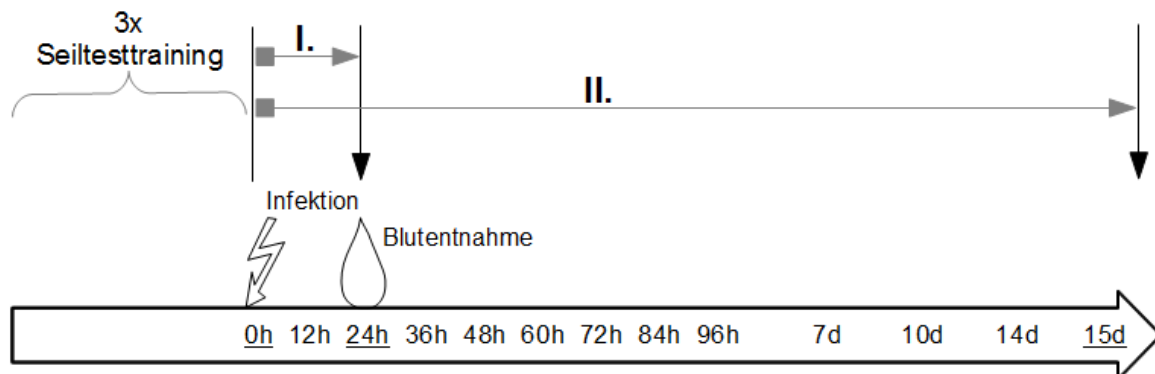 3x
Seiltesttraining
I.
II.
Infektion
Blutentnahme
0h 12h 24h 36h 48h 60h 72h 84h 96h 7d 10d 14d 15d